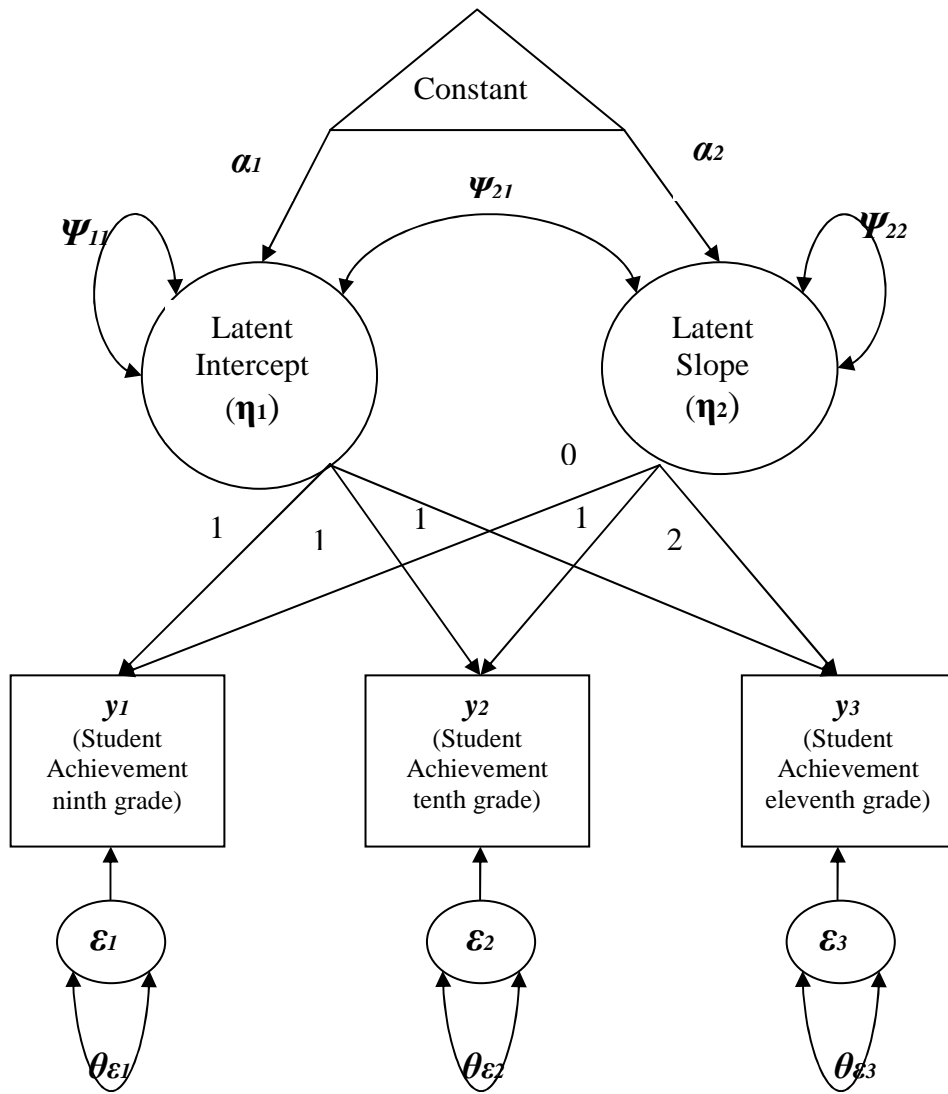 Constant
α1
α2
Ψ21
Ψ11
Ψ22
Latent
Intercept
(η1)
Latent
Slope
(η2)
0
1
1
1
1
2
y1
(Student
Achievement
ninth grade)
y2
(Student
Achievement
tenth grade)
y3
(Student
Achievement
eleventh grade)
ε1
ε2
ε3
θε1
θε2
θε3